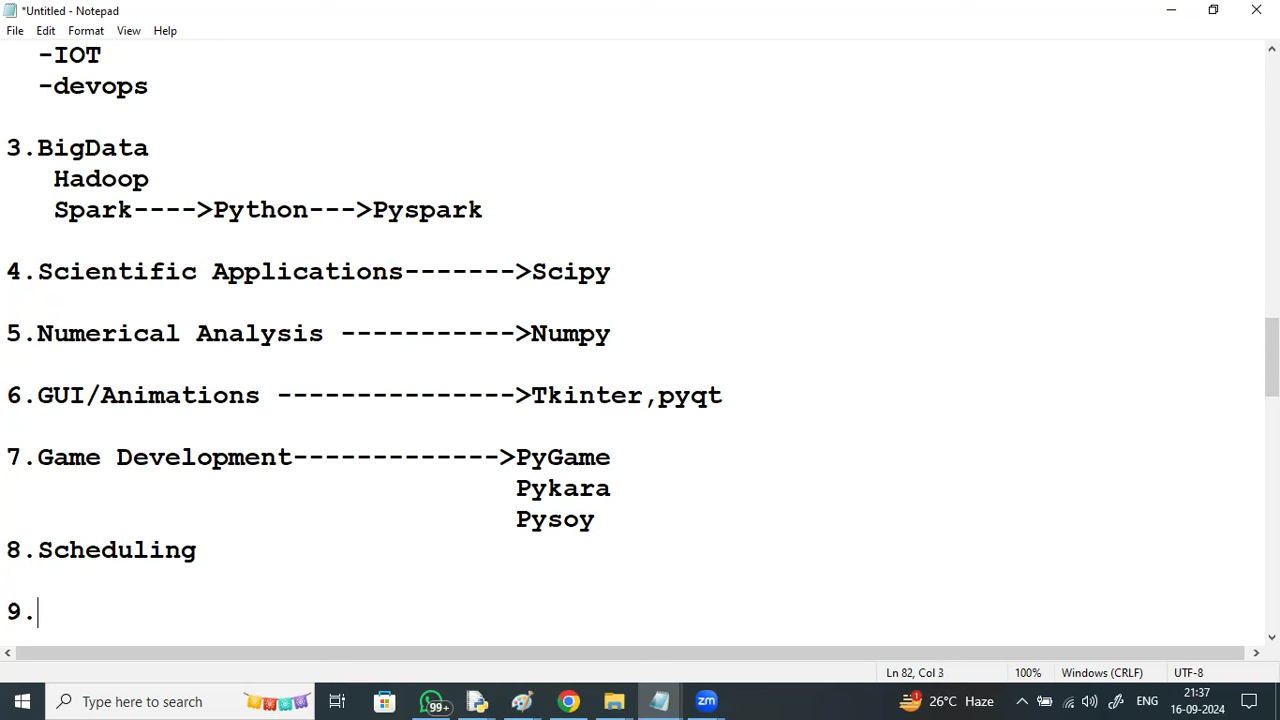 *Untitled - Notepad
File Edit Format View Help
-IOT
-devops
3.BigData
Hadoop
Spark---->Python--->Pyspark
4.Scientific Applications------->Scipy
5.Numerical Analysis ----------->Numpy
6.GUI/Animations --------------->Tkinter,pyqt
7.Game Development------------->PyGame
Pykara
Pysoy
8.Scheduling
9.
Ln 82, Col 3 100% Windows (CRLF) UTF-8
Type here to search
99+
zm
1
26°C Haze
ENG
21:37
16-09-2024